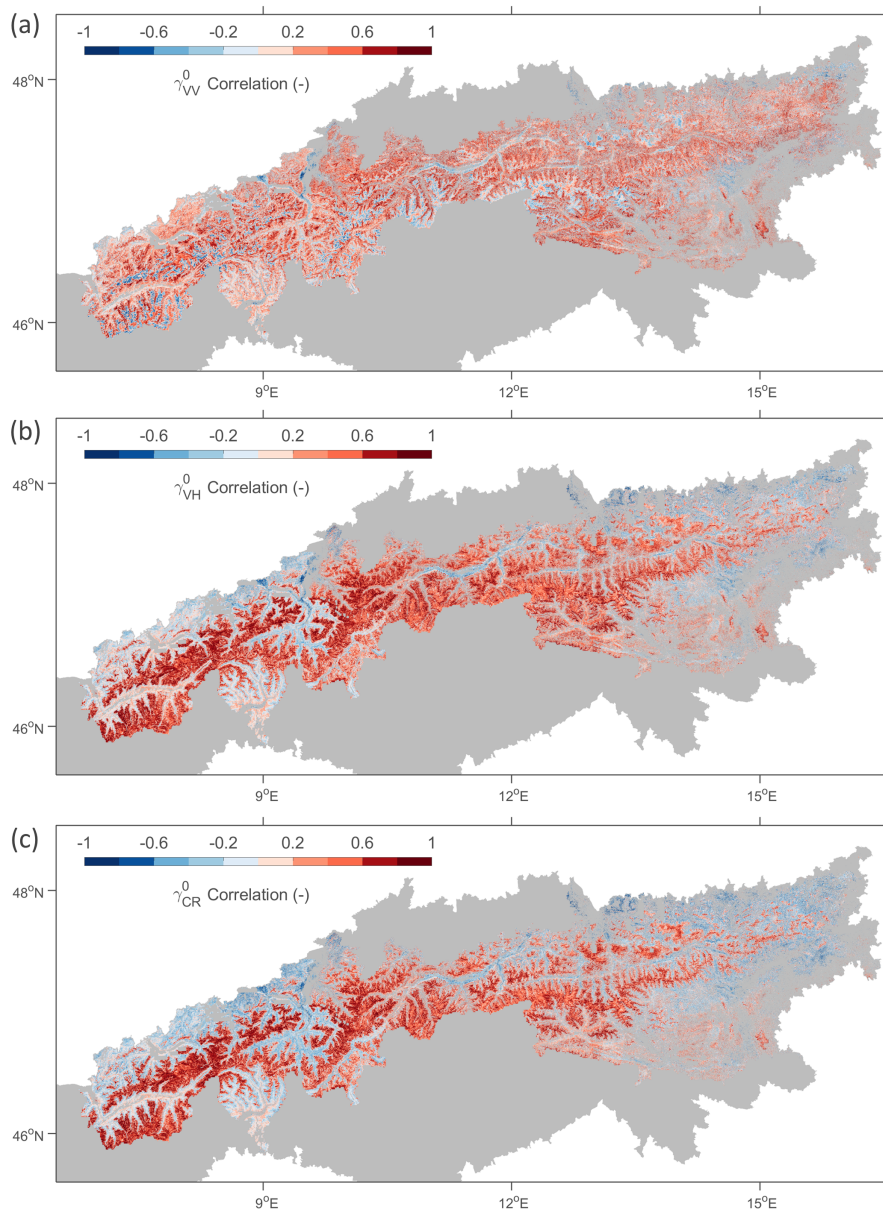 (a)
-1 -0.6 -0.2 0.2 0.6 1
γ⁰VV Correlation (-)
48°N
46°N
9°E 12°E 15°E
(b)
-1 -0.6 -0.2 0.2 0.6 1
γ⁰VH Correlation (-)
48°N
46°N
9°E 12°E 15°E
(c)
-1 -0.6 -0.2 0.2 0.6 1
γ⁰CR Correlation (-)
48°N
46°N
9°E 12°E 15°E